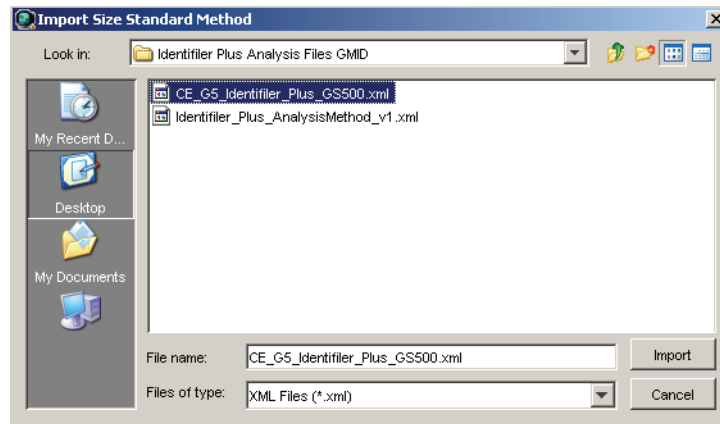 Import Size Standard Method
Look in:
Identifiler Plus Analysis Files GMID
CE_G5_Identifiler_Plus_GS500.xml
Identifiler_Plus_AnalysisMethod_v1.xml
My Recent D...
Desktop
My Documents
File name:
CE_G5_Identifiler_Plus_GS500.xml
Import
Files of type:
XML Files (*.xml)
Cancel